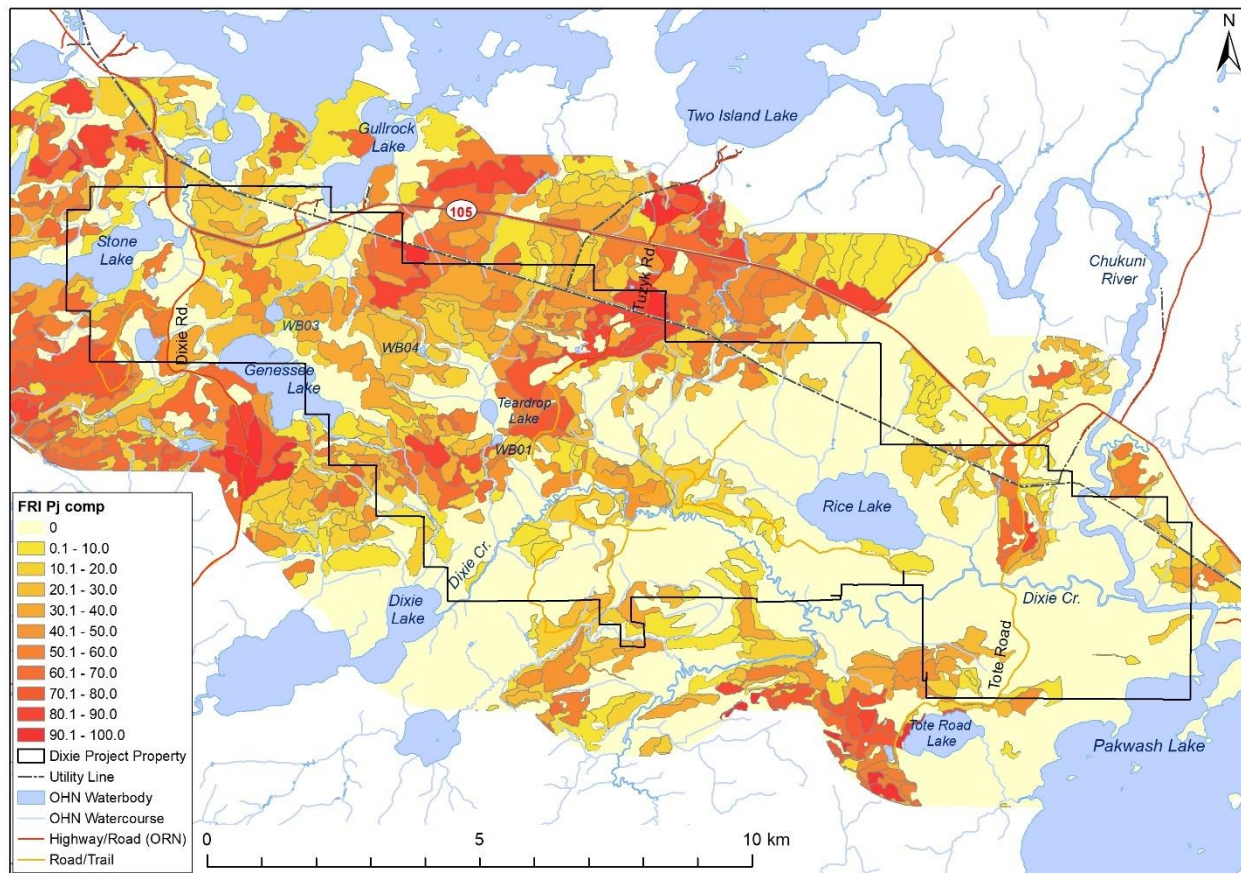 N
Two Island Lake
Gullrock
Lake
105
Stone
Lake
Chukuni
River
Tuzyk Rd
Dixie Rd.
WB03
WB04
Genessee
Lake
Teardrop
Lake
WB01
Rice Lake
Dixie Cr.
Dixie
Lake
Dixie Cr.
Tote Road
Tote Road
Lake
Pakwash Lake
FRI Pj comp
0
0.1 - 10.0
10.1 - 20.0
20.1 - 30.0
30.1 - 40.0
40.1 - 50.0
50.1 - 60.0
60.1 - 70.0
70.1 - 80.0
80.1 - 90.0
90.1 - 100.0
Dixie Project Property
Utility Line
OHN Waterbody
OHN Watercourse
Highway/Road (ORN)
Road/Trail
0 5 10 km